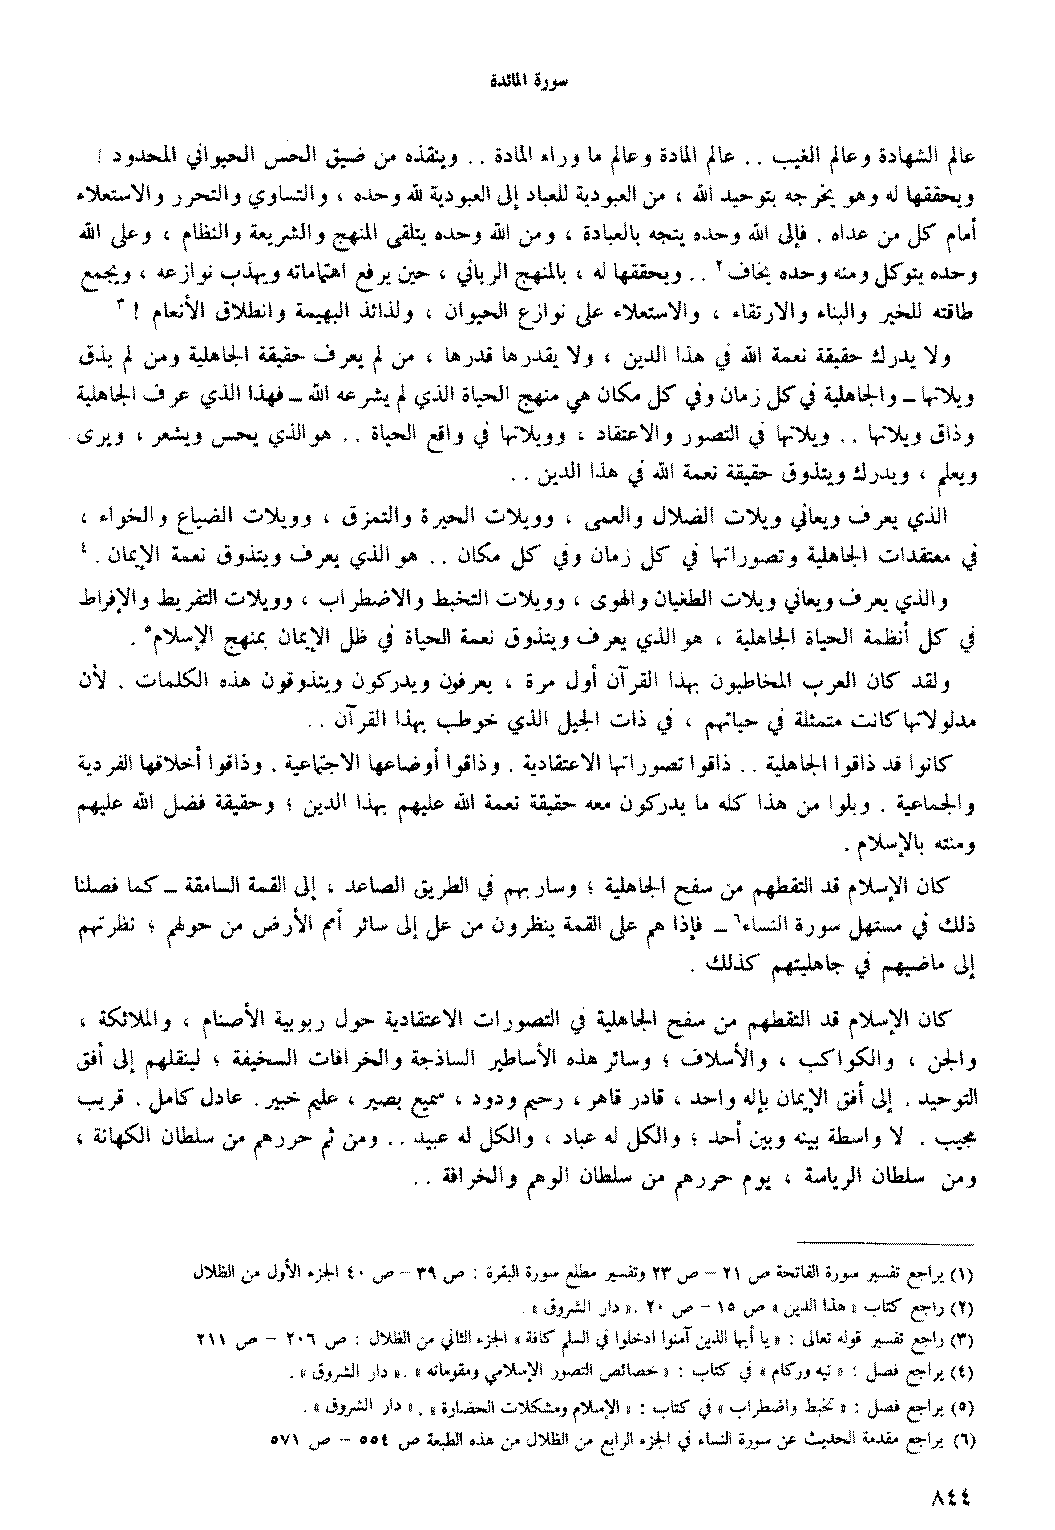 سورة المائدة
عالم الشهادة وعالم الغيب .. عالم المادة وعالم ما وراء المادة .. وينقذه من ضيق الحس الحيواني المحدود !
ويحققها له وهو يخرجه بتوحيد الله ، من العبودية للعباد إلى العبودية لله وحده ، والتساوي والتحرر والاستعلاء
أمام كل من عداه . فإلى الله وحده يتجه بالعبادة ، ومن الله وحده يتلقى المنهج والشريعة والنظام ، وعلى الله
وحده يتوكل ومنه وحده يخاف٢ .. ويحققها له ، بالمنهج الرباني ، حين يرفع اهتماماته ويهذب نوازعه ، ويجمع
طاقته للخير والبناء والارتقاء ، والاستعلاء على نوازع الحيوان ، ولذائذ البهيمة وانطلاق الأنعام !٣
ولا يدرك حقيقة نعمة الله في هذا الدين ، ولا يقدرها قدرها ، من لم يعرف حقيقة الجاهلية ومن لم يذق
ويلاتها – والجاهلية في كل زمان وفي كل مكان هي منهج الحياة الذي لم يشرعه الله – فهذا الذي عرف الجاهلية
وذاق ويلاتها .. ويلاتها في التصور والاعتقاد ، وويلاتها في واقع الحياة .. هو الذي يحس ويشعر ، ويرى
ويعلم ، ويدرك ويتذوق حقيقة نعمة الله في هذا الدين ..
الذي يعرف ويعاني ويلات الضلال والعمى ، وويلات الحيرة والتمزق ، وويلات الضياع والخواء ،
في معتقدات الجاهلية وتصوراتها في كل زمان وفي كل مكان .. هو الذي يعرف ويتذوق نعمة الإيمان .٤
والذي يعرف ويعاني ويلات الطغيان والهوى ، وويلات التخبط والاضطراب ، وويلات التفريط والإفراط
في كل أنظمة الحياة الجاهلية ، هو الذي يعرف ويتذوق نعمة الحياة في ظل الإيمان بمنهج الإسلام٥ .
ولقد كان العرب المخاطبون بهذا القرآن أول مرة ، يعرفون ويدركون ويتذوقون هذه الكلمات . لأن
مدلولاتها كانت متمثلة في حياتهم ، في ذات الجيل الذي خوطب بهذا القرآن ..
كانوا قد ذاقوا الجاهلية .. ذاقوا تصوراتها الاعتقادية . وذاقوا أوضاعها الاجتماعية . وذاقوا أخلاقها الفردية
والجماعية . وبلوا من هذا كله ما يدركون معه حقيقة نعمة الله عليهم بهذا الدين ؛ وحقيقة فضل الله عليهم
ومنته بالإسلام .
كان الإسلام قد التقطهم من سفح الجاهلية ؛ وسار بهم في الطريق الصاعد ، إلى القمة السامقة – كما فصلنا
ذلك في مستهل سورة النساء٦ – فإذا هم على القمة ينظرون من عل إلى سائر أمم الأرض من حولهم ؛ نظرتهم
إلى ماضيهم في جاهليتهم كذلك .
كان الإسلام قد التقطهم من سفح الجاهلية في التصورات الاعتقادية حول ربوبية الأصنام ، والملائكة ،
والجن ، والكواكب ، والأسلاف ؛ وسائر هذه الأساطير الساذجة والخرافات السخيفة ؛ لينقلهم إلى أفق
التوحيد . إلى أفق الإيمان بإله واحد ، قادر قاهر ، رحيم ودود ، سميع بصير ، عليم خبير . عادل كامل . قريب
مجيب . لا واسطة بينه وبين أحد ؛ والكل له عباد ، والكل له عبيد .. ومن ثم حررهم من سلطان الكهانة ،
ومن سلطان الرياسة ، يوم حررهم من سلطان الوهم والخرافة ..
(١) يراجع تفسير سورة الفاتحة ص ٢١ – ص ٢٣ وتفسير مطلع سورة البقرة : ص ٣٩ – ص ٤٠ الجزء الأول من الظلال
(٢) راجع كتاب « هذا الدين » ص ١٥ – ص ٢٠ .« دار الشروق » .
(٣) راجع تفسير قوله تعالى : « يا أيها الذين آمنوا ادخلوا في السلم كافة » الجزء الثاني من الظلال : ص ٢٠٦ – ص ٢١١
(٤) يراجع فصل : « تيه وركام » في كتاب : « خصائص التصور الإسلامي ومقوماته » .« دار الشروق » .
(٥) يراجع فصل : « تخبط واضطراب » في كتاب : « الإسلام ومشكلات الحضارة » . « دار الشروق » .
(٦) يراجع مقدمة الحديث عن سورة النساء في الجزء الرابع من الظلال من هذه الطبعة ص ٥٥٤ – ص ٥٧١
٨٤٤